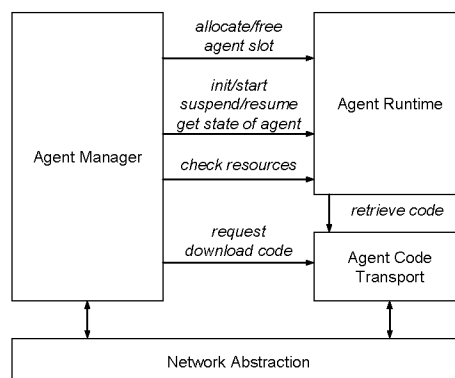 allocate/free
agent slot
init/start
suspend/resume
get state of agent
Agent Runtime
Agent Manager
check resources
retrieve code
request
download code
Agent Code
Transport
Network Abstraction